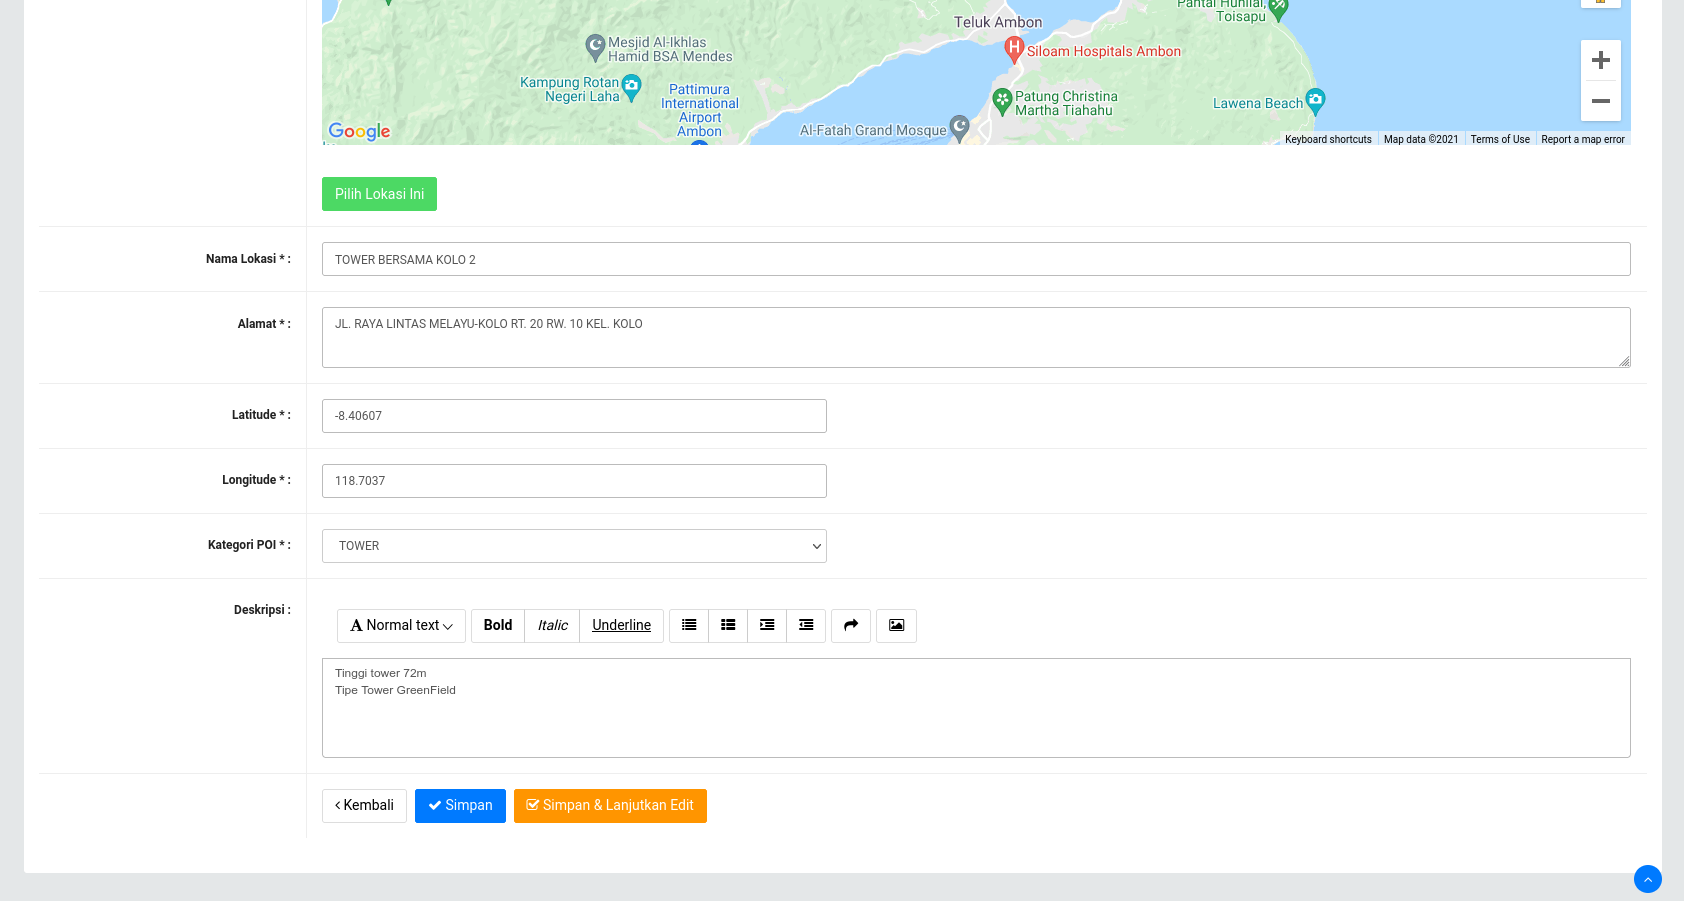 Pantai Hunilai,
Toisapu
Teluk Ambon
Mesjid Al-Ikhlas
Hamid BSA Mendes
Siloam Hospitals Ambon
Kampung Rotan
Negeri Laha
Pattimura
International
Airport
Ambon
Patung Christina
Martha Tiahahu
Lawena Beach
Al-Fatah Grand Mosque
Google
Keyboard shortcuts Map data ©2021 Terms of Use Report a map error
Pilih Lokasi Ini
Nama Lokasi * : TOWER BERSAMA KOLO 2
Alamat * : JL. RAYA LINTAS MELAYU-KOLO RT. 20 RW. 10 KEL. KOLO
Latitude * : -8.40607
Longitude * : 118.7037
Kategori POI * : TOWER
Deskripsi :
A Normal text Bold Italic Underline
Tinggi tower 72m
Tipe Tower GreenField
Kembali Simpan Simpan & Lanjutkan Edit